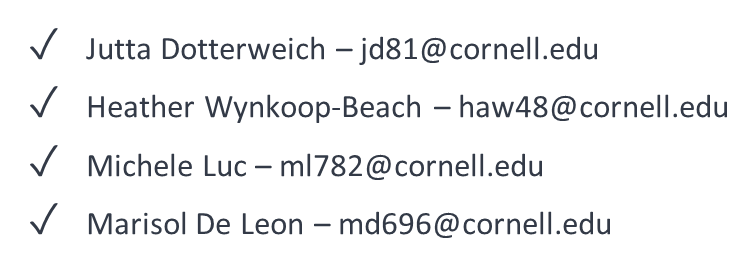 ✓ Jutta Dotterweich – jd81@cornell.edu
✓ Heather Wynkoop-Beach – haw48@cornell.edu
✓ Michele Luc – ml782@cornell.edu
✓ Marisol De Leon – md696@cornell.edu